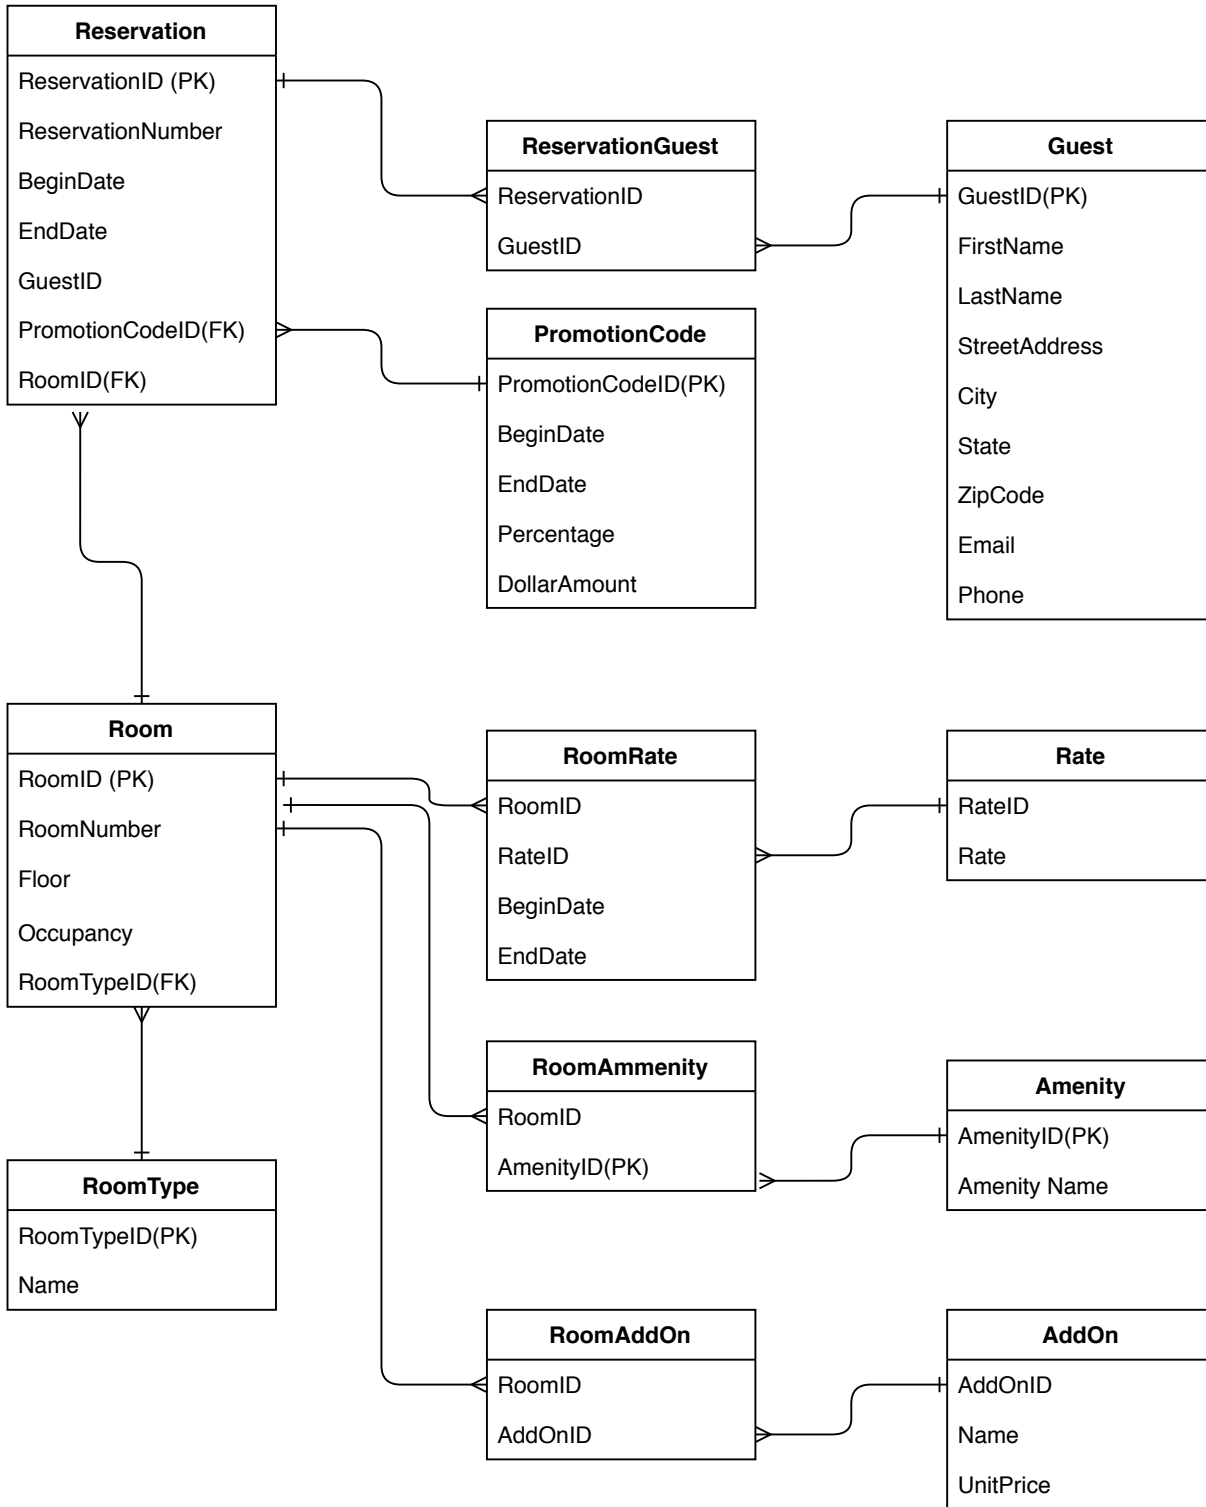 Reservation
ReservationID (PK)
ReservationNumber
BeginDate
EndDate
GuestID
PromotionCodeID(FK)
RoomID(FK)
ReservationGuest
ReservationID
GuestID
Guest
GuestID(PK)
FirstName
LastName
StreetAddress
City
State
ZipCode
Email
Phone
PromotionCode
PromotionCodeID(PK)
BeginDate
EndDate
Percentage
DollarAmount
Room
RoomID (PK)
RoomNumber
Floor
Occupancy
RoomTypeID(FK)
RoomRate
RoomID
RateID
BeginDate
EndDate
Rate
RateID
Rate
RoomAmmenity
RoomID
AmenityID(PK)
Amenity
AmenityID(PK)
Amenity Name
RoomType
RoomTypeID(PK)
Name
RoomAddOn
RoomID
AddOnID
AddOn
AddOnID
Name
UnitPrice